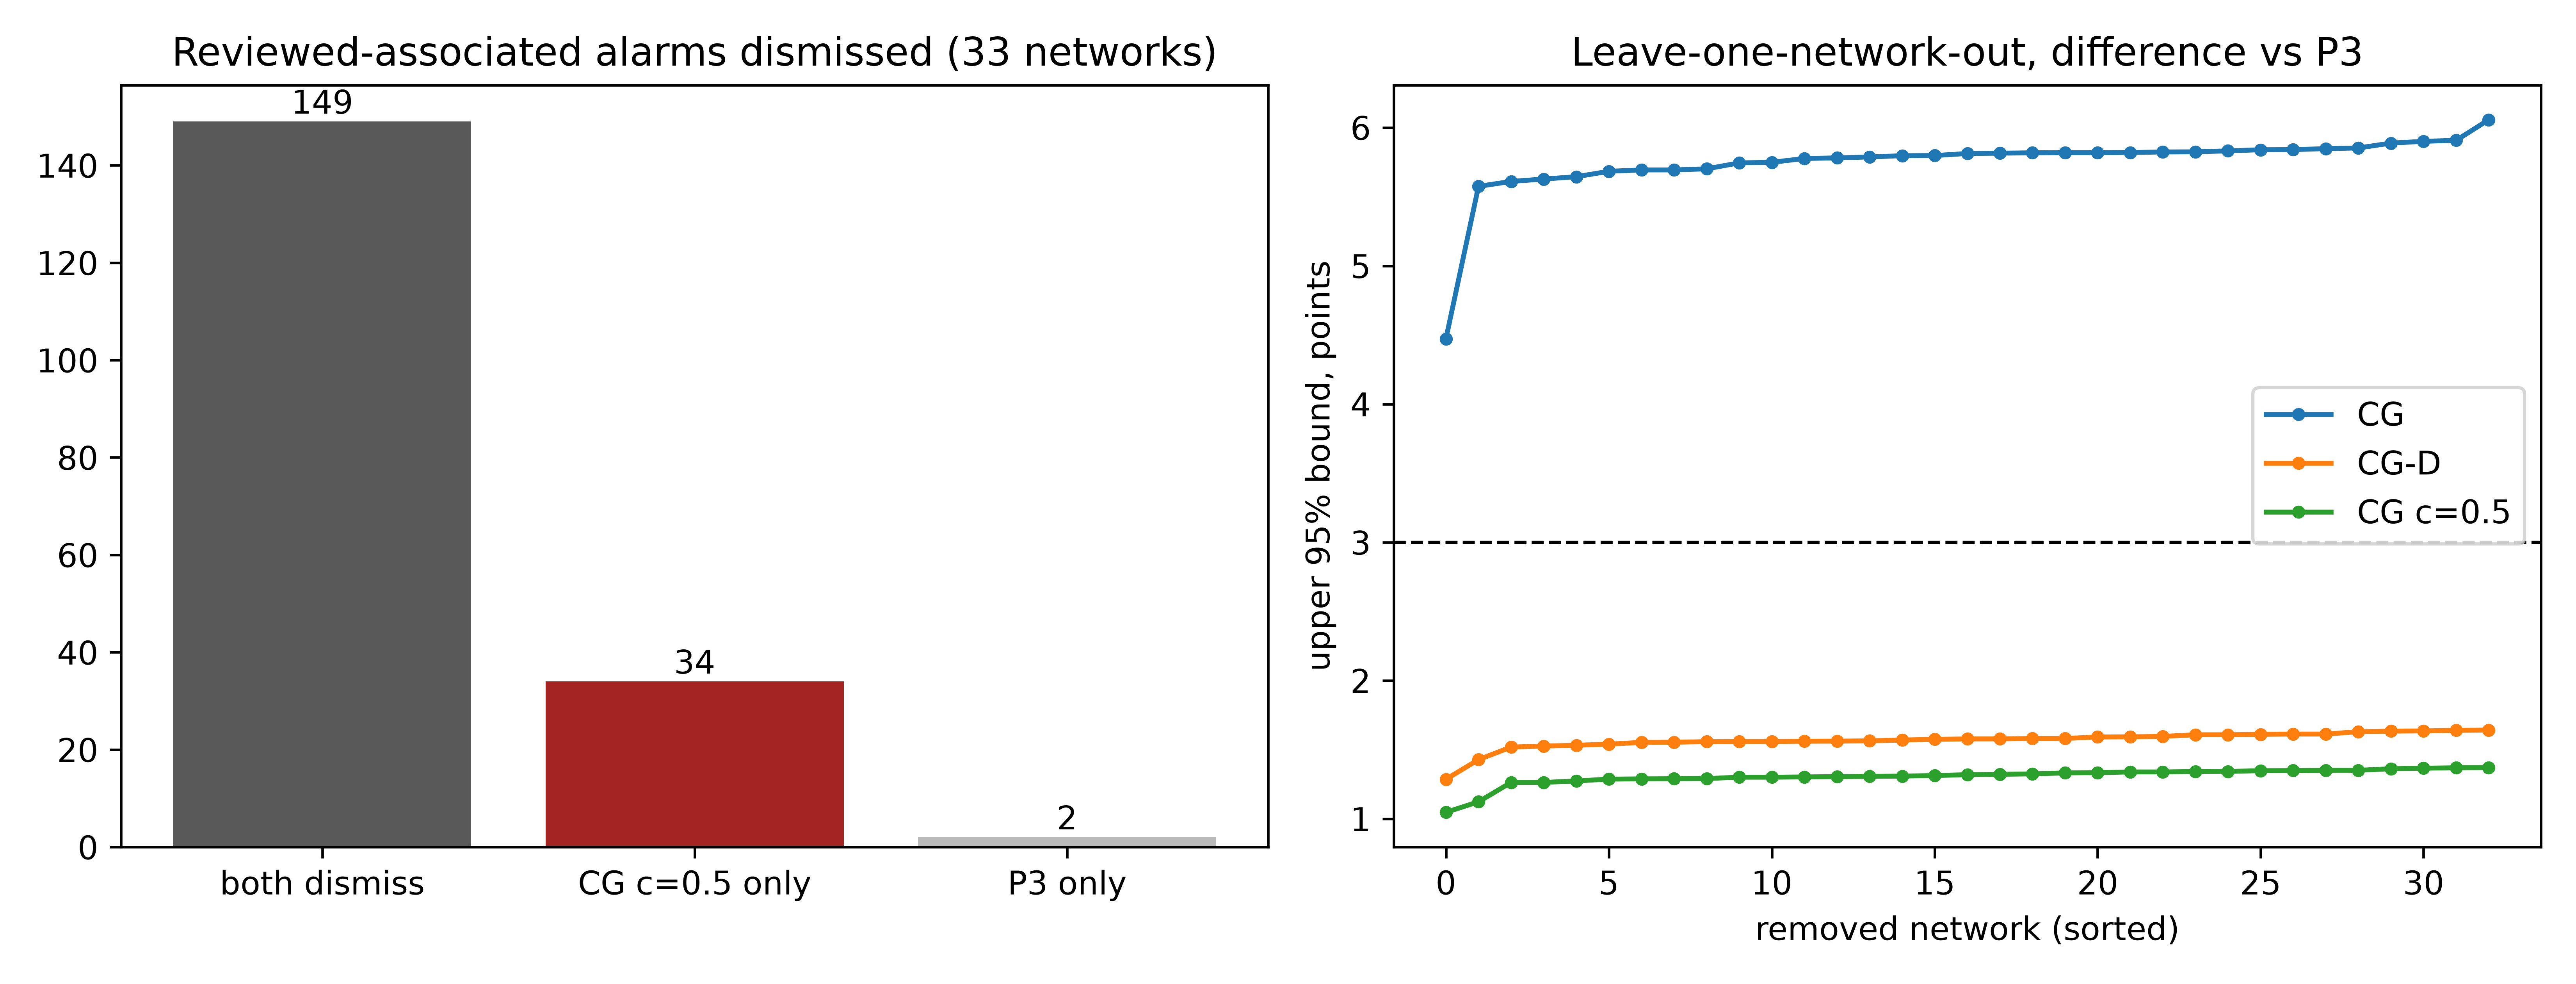 Reviewed-associated alarms dismissed (33 networks)
149
34
2
140
120
100
80
60
40
20
0
both dismiss
CG c=0.5 only
P3 only
Leave-one-network-out, difference vs P3
upper 95% bound, points
6
5
4
3
2
1
CG
CG-D
CG c=0.5
0
5
10
15
20
25
30
removed network (sorted)